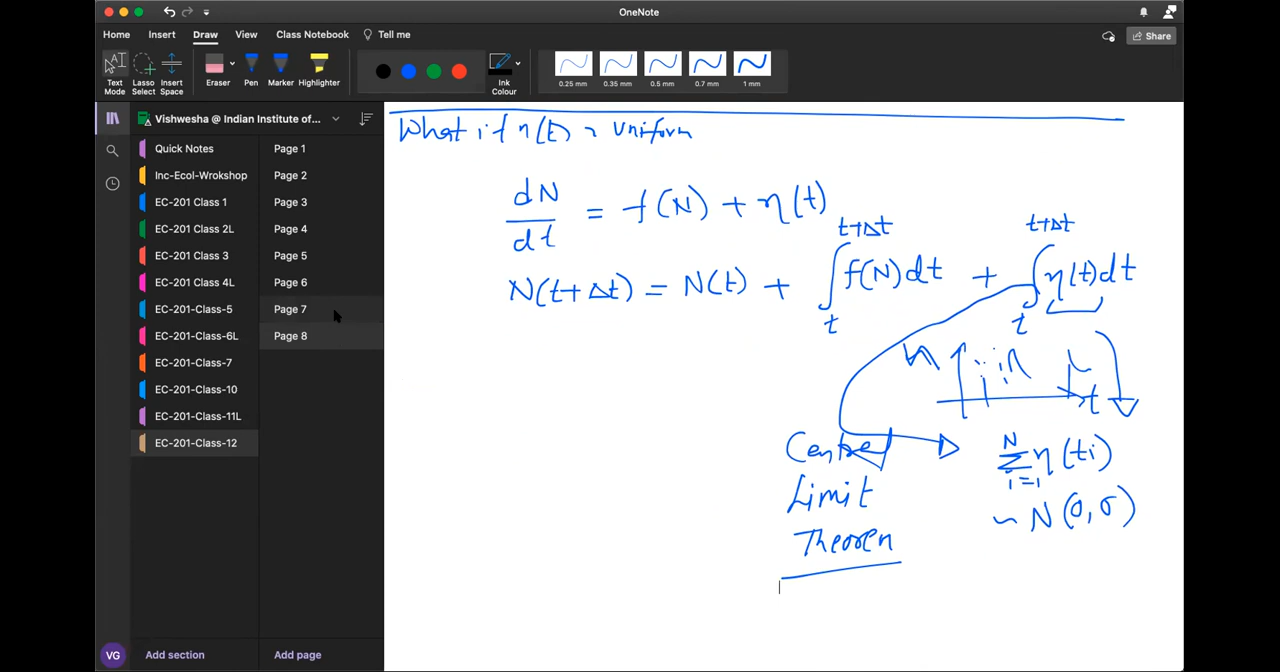 OneNote
Home Insert Draw View Class Notebook Tell me
Share
Text Mode
Lasso Select
Insert Space
Eraser
Pen
Marker
Highlighter
Ink Colour
0.25 mm 0.35 mm 0.5 mm 0.7 mm 1 mm
Vishwesha @ Indian Institute of...
Quick Notes
Inc-Ecol-Wrokshop
EC-201 Class 1
EC-201 Class 2L
EC-201 Class 3
EC-201 Class 4L
EC-201-Class-5
EC-201-Class-6L
EC-201-Class-7
EC-201-Class-10
EC-201-Class-11L
EC-201-Class-12
Page 1
Page 2
Page 3
Page 4
Page 5
Page 6
Page 7
Page 8
VG
Add section
Add page
What if η(t) ~ uniform
dN/dt = f(N) + η(t)
N(t+Δt) = N(t) + ∫_t^{t+Δt} f(N)dt + ∫_t^{t+Δt} η(t)dt
η
t
Σ_{i=1}^{N} η(ti)
~ N(0, σ)
Limit
Theorem